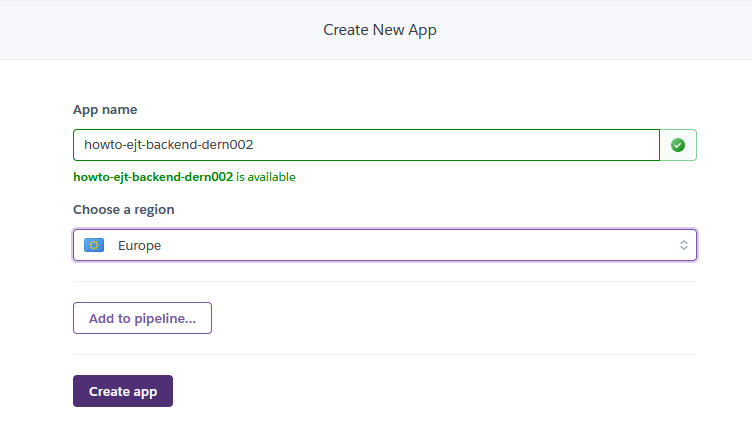 Create New App
App name
howto-ejt-backend-dern002
howto-ejt-backend-dern002 is available
Choose a region
Europe
Add to pipeline...
Create app